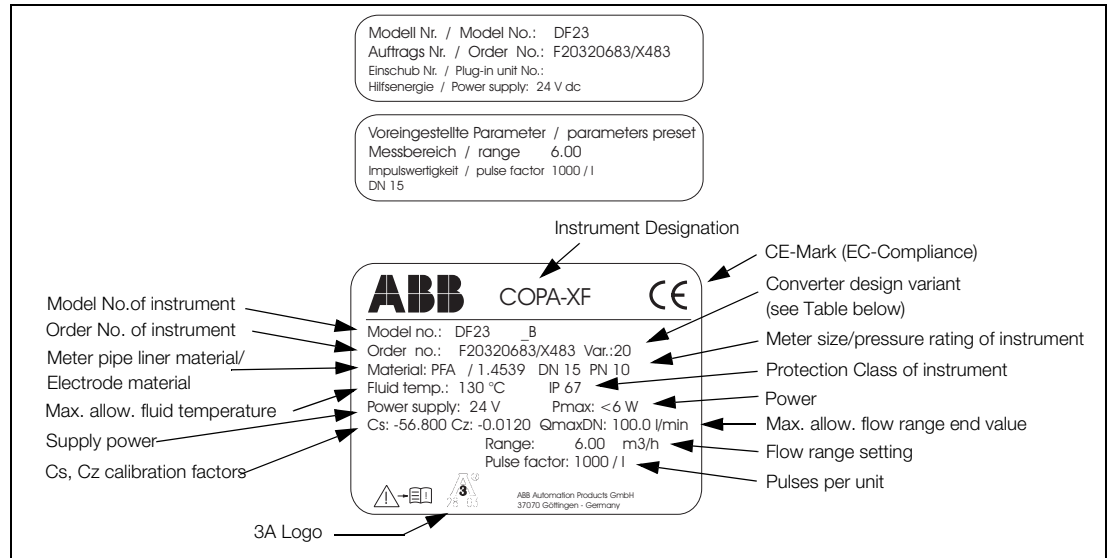 Modell Nr. / Model No.: DF23
Auftrags Nr. / Order No.: F20320683/X483
Einschub Nr. / Plug-in unit No.:
Hilfsenergie / Power supply: 24 V dc
Voreingestellte Parameter / parameters preset
Messbereich / range 6.00
Impulswertigkeit / pulse factor 1000 / l
DN 15
Instrument Designation
CE-Mark (EC-Compliance)
Converter design variant
(see Table below)
Meter size/pressure rating of instrument
Protection Class of instrument
Power
Max. allow. flow range end value
Flow range setting
Pulses per unit
Model No.of instrument
Order No. of instrument
Meter pipe liner material/
Electrode material
Max. allow. fluid temperature
Supply power
Cs, Cz calibration factors
3A Logo
ABB COPA-XF CE
Model no.: DF23 _B
Order no.: F20320683/X483 Var.:20
Material: PFA / 1.4539 DN 15 PN 10
Fluid temp.: 130 °C IP 67
Power supply: 24 V Pmax: <6 W
Cs: -56.800 Cz: -0.0120 QmaxDN: 100.0 l/min
Range: 6.00 m3/h
Pulse factor: 1000 / l
3
28 03
ABB Automation Products GmbH
37070 Göttingen - Germany